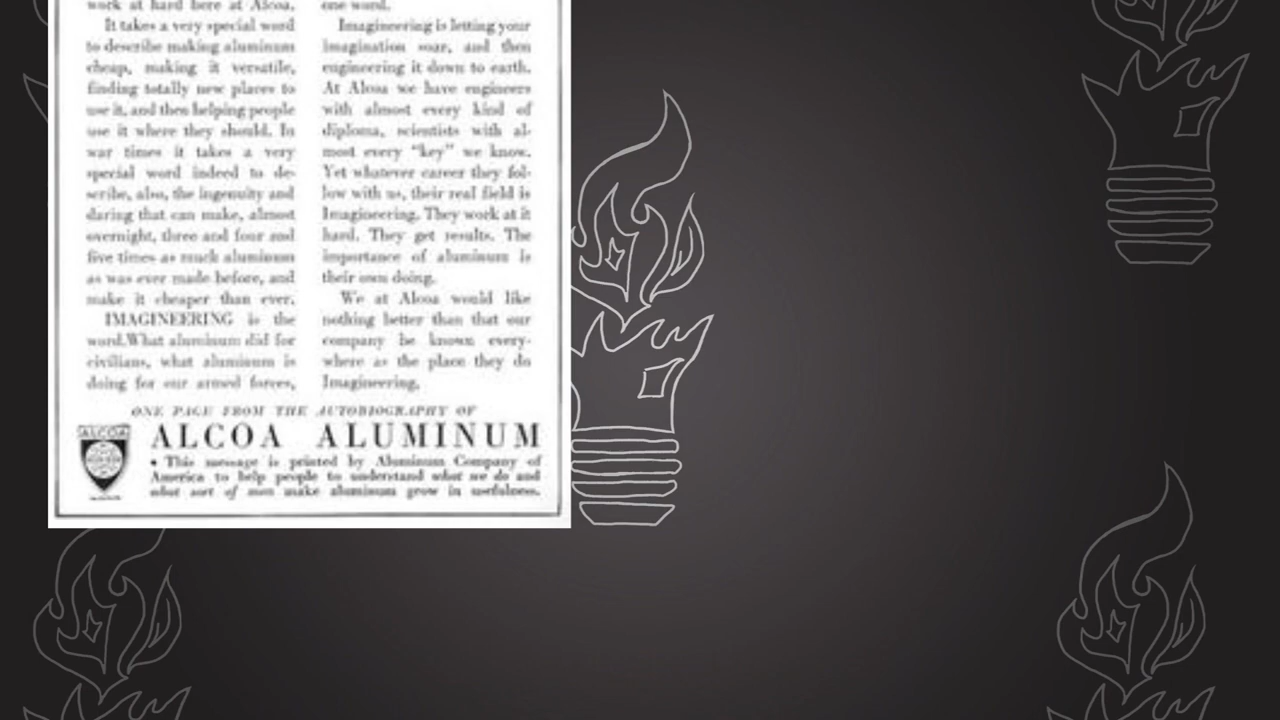 work at hard here at Alcoa.
It takes a very special word
to describe making aluminum
cheap, making it versatile,
finding totally new places to
use it, and then helping people
use it where they should. In
war times it takes a very
special word indeed to de-
scribe, also, the ingenuity and
daring that can make, almost
overnight, three and four and
five times as much aluminum
as was ever made before, and
make it cheaper than ever.
IMAGINEERING is the
word.What aluminum did for
civilians, what aluminum is
doing for our armed forces,
one word.
Imagineering is letting your
imagination soar, and then
engineering it down to earth.
At Alcoa we have engineers
with almost every kind of
diploma, scientists with al-
most every "key" we know.
Yet whatever career they fol-
low with us, their real field is
Imagineering. They work at it
hard. They get results. The
importance of aluminum is
their own doing.
We at Alcoa would like
nothing better than that our
company be known every-
where as the place they do
Imagineering.
ONE PAGE FROM THE AUTOBIOGRAPHY OF
ALCOA
ALCOA ALUMINUM
• This message is printed by Aluminum Company of
America to help people to understand what we do and
what sort of men make aluminum grow in usefulness.